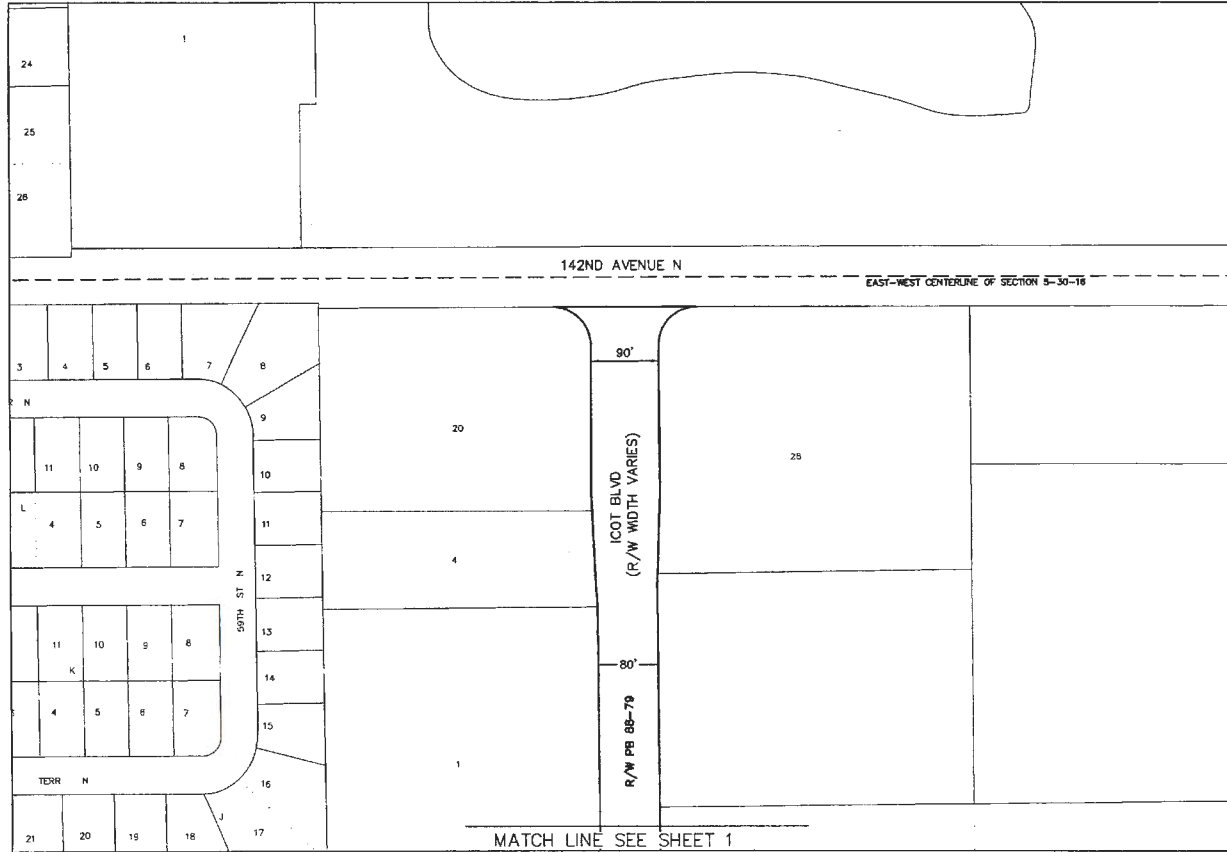 1
24
25
26
142ND AVENUE N
EAST-WEST CENTERLINE OF SECTION 5-30-16
3 4 5 6 7 8
R N
9
11 10 9 8
10
L
4 5 6 7
11
12
59TH ST N
13
11 10 9 8
K
14
4 5 6 7
15
TERR N
16
J
21 20 19 18 17
20
4
1
90'
ICOT BLVD
(R/W WIDTH VARIES)
80'
R/W PB 88-79
28
MATCH LINE SEE SHEET 1